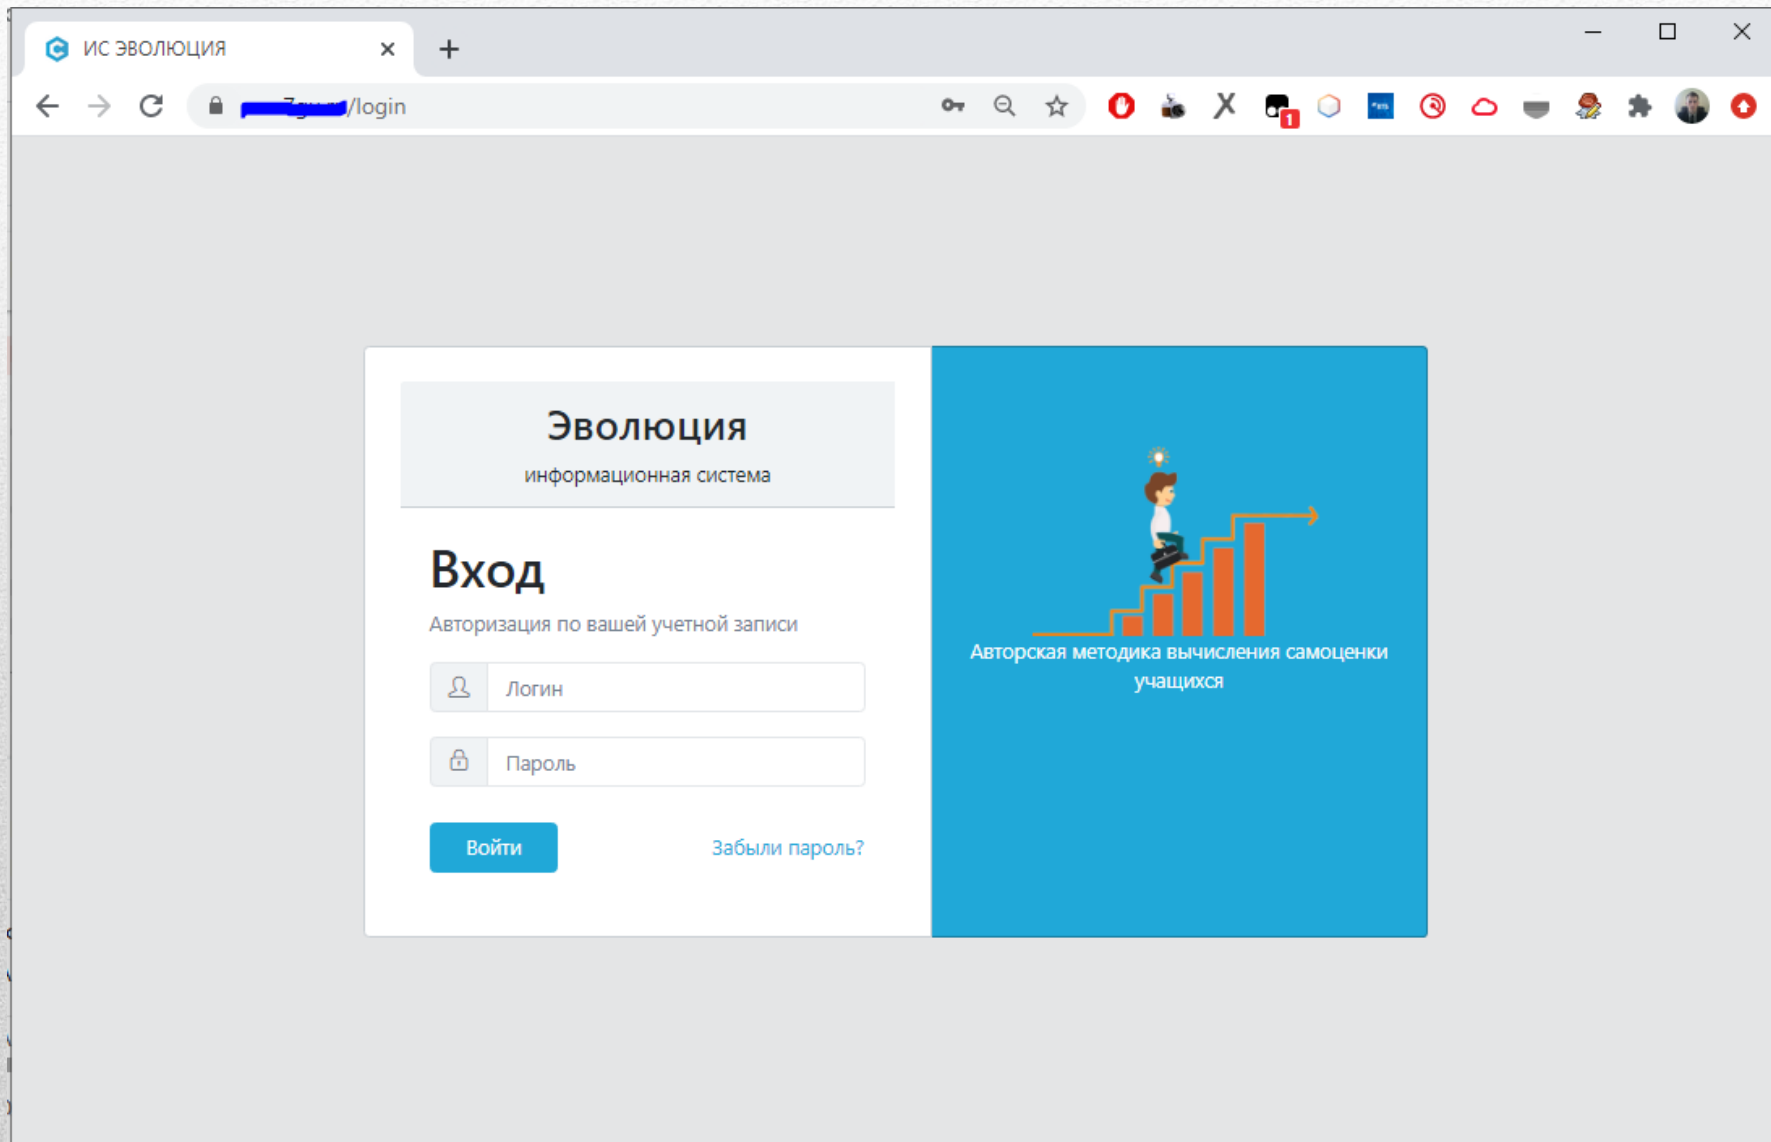 ИС ЭВОЛЮЦИЯ
/login
1
Эволюция
информационная система
Вход
Авторизация по вашей учетной записи
Логин
Пароль
Войти
Забыли пароль?
Авторская методика вычисления самоценки
учащихся